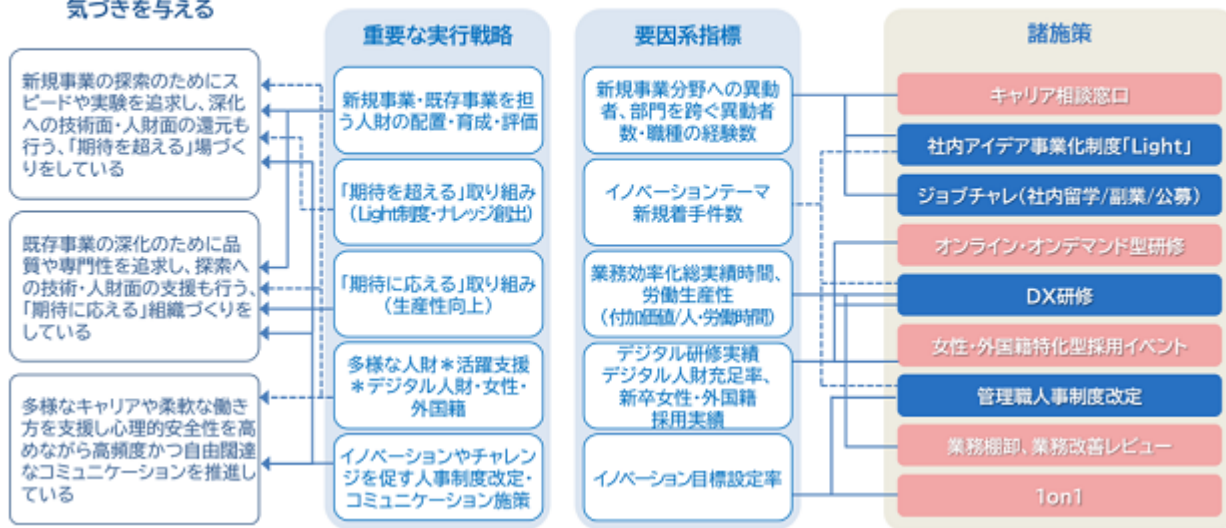 気づきを与える
新規事業の探索のためにス
ピードや実験を追求し、深化
への技術面・人財面の還元も
行う、「期待を超える」場づく
りをしている
既存事業の深化のために品
質や専門性を追求し、探索へ
の技術・人財面の支援も行う、
「期待に応える」組織づくりを
している
多様なキャリアや柔軟な働き
方を支援し心理的安全性を高
めながら高頻度かつ自由闊達
なコミュニケーションを推進し
ている
重要な実行戦略
新規事業・既存事業を担
う人財の配置・育成・評価
「期待を超える」取り組み
(Light制度・ナレッジ創出)
「期待に応える」取り組み
(生産性向上)
多様な人財＊活躍支援
＊デジタル人財・女性・
外国籍
イノベーションやチャレン
ジを促す人事制度改定・
コミュニケーション施策
要因系指標
新規事業分野への異動
者、部門を跨ぐ異動者
数・職種の経験数
イノベーションテーマ
新規着手件数
業務効率化総実績時間、
労働生産性
(付加価値/人・労働時間)
デジタル研修実績
デジタル人財充足率、
新卒女性・外国籍
採用実績
イノベーション目標設定率
諸施策
キャリア相談窓口
社内アイデア事業化制度「Light」
ジョブチャレ(社内留学/副業/公募)
オンライン・オンデマンド型研修
DX研修
女性・外国籍特化型採用イベント
管理職人事制度改定
業務棚卸、業務改善レビュー
1on1